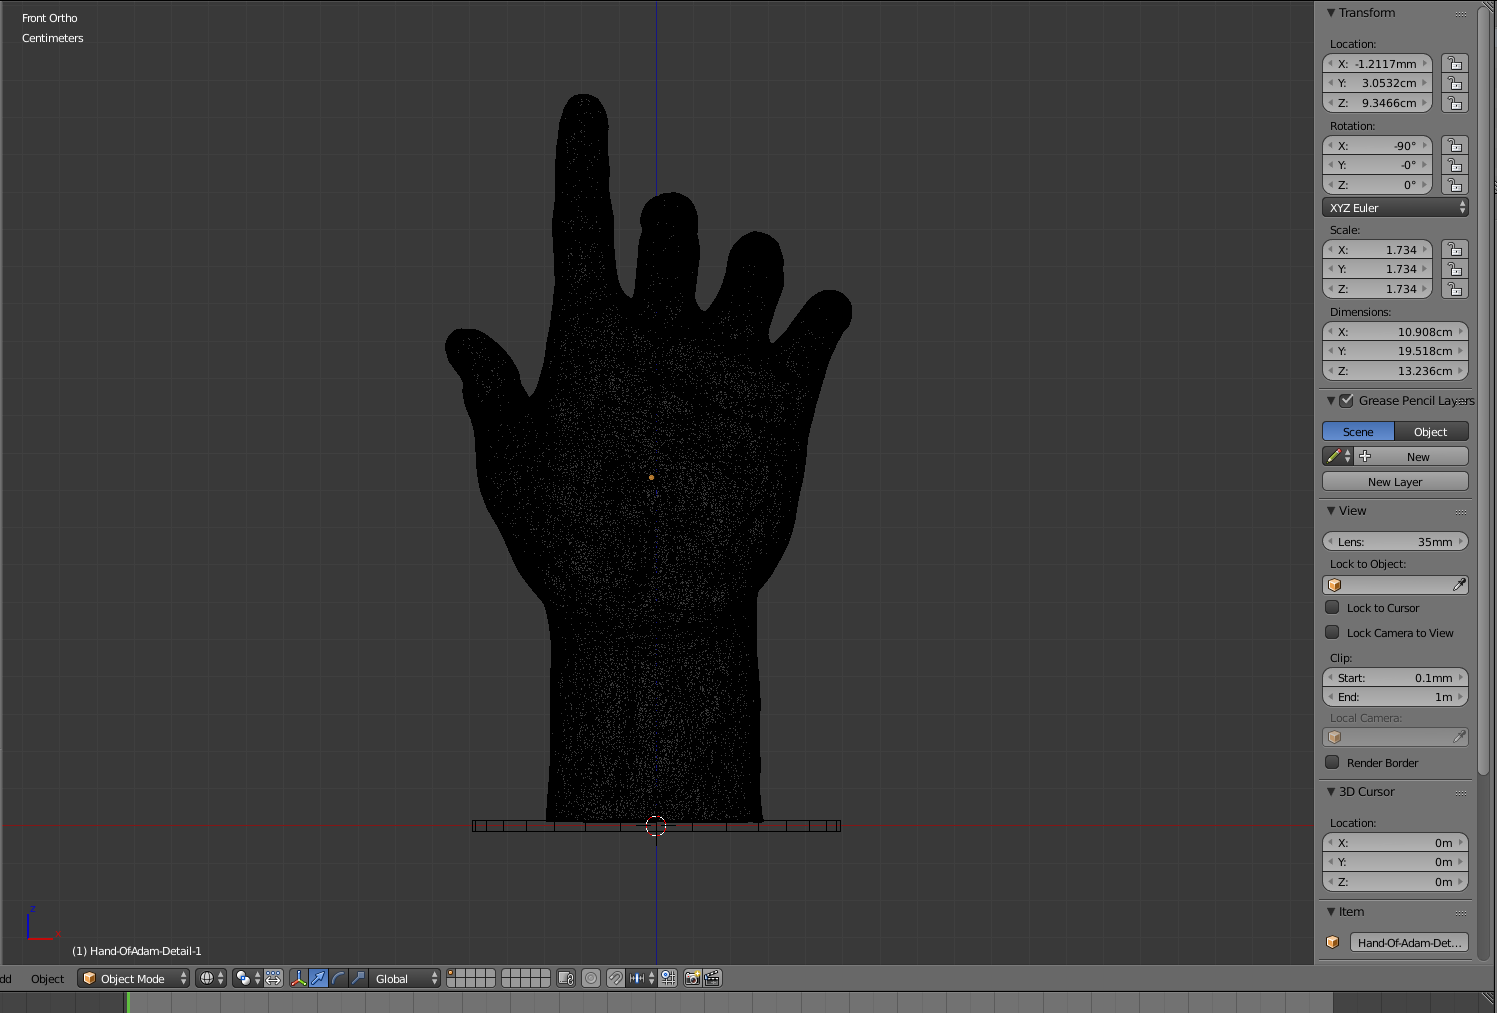 Front Ortho
Centimeters
(1) Hand-OfAdam-Detail-1
z
x
dd Object Object Mode Global
Transform
Location:
X: -1.2117mm
Y: 3.0532cm
Z: 9.3466cm
Rotation:
X: -90°
Y: -0°
Z: 0°
XYZ Euler
Scale:
X: 1.734
Y: 1.734
Z: 1.734
Dimensions:
X: 10.908cm
Y: 19.518cm
Z: 13.236cm
Grease Pencil Layers
Scene Object
New
New Layer
View
Lens: 35mm
Lock to Object:
Lock to Cursor
Lock Camera to View
Clip:
Start: 0.1mm
End: 1m
Local Camera:
Render Border
3D Cursor
Location:
X: 0m
Y: 0m
Z: 0m
Item
Hand-Of-Adam-Det...